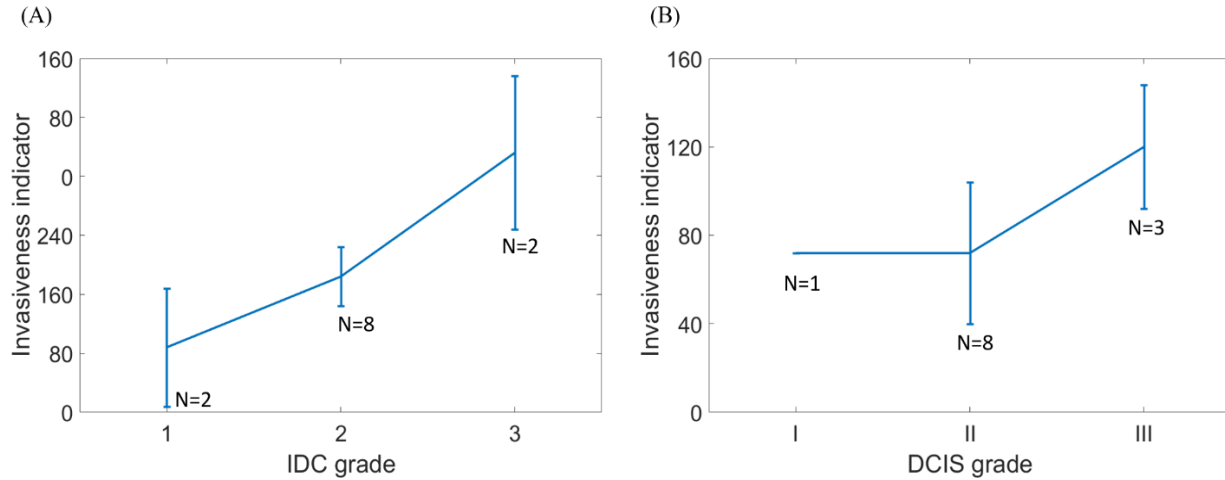 (A)
160
80
0
240
160
80
0
Invasiveness indicator
N=2
N=8
N=2
1
2
3
IDC grade
(B)
160
120
80
40
0
Invasiveness indicator
N=1
N=8
N=3
I
II
III
DCIS grade